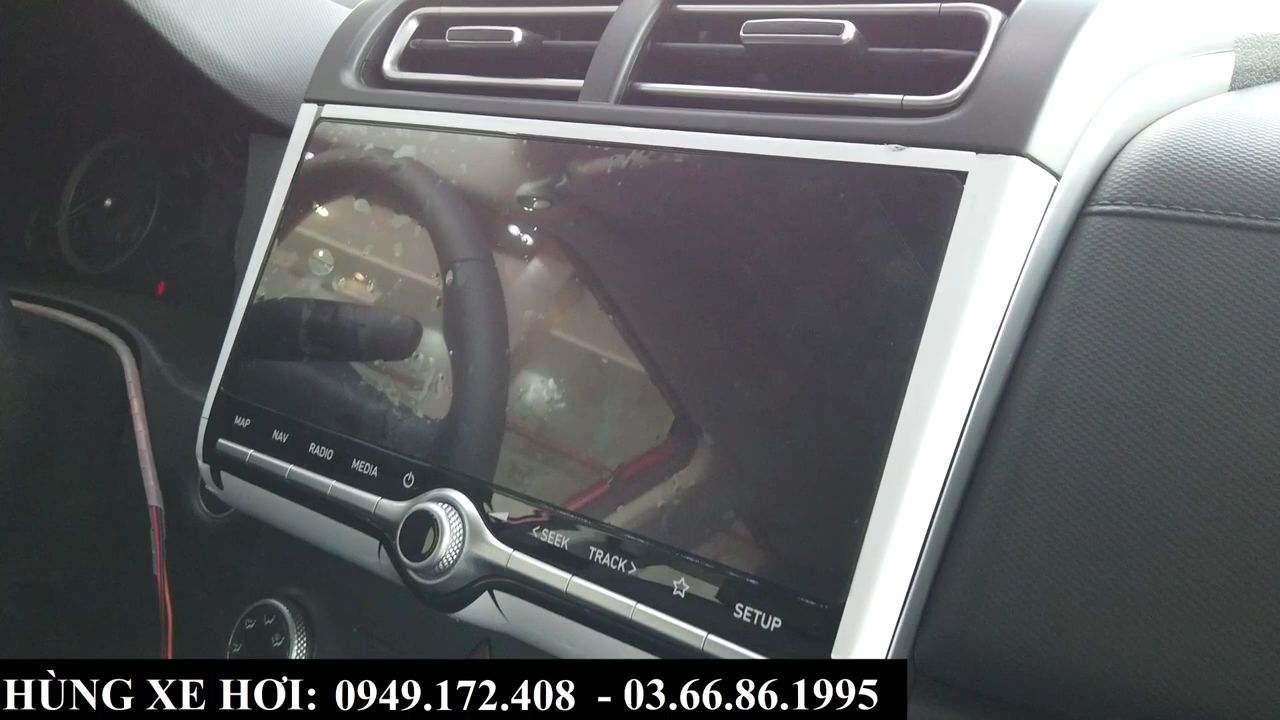 MAP NAV RADIO MEDIA
<SEEK TRACK> SETUP
HÙNG XE HƠI: 0949.172.408 - 03.66.86.1995